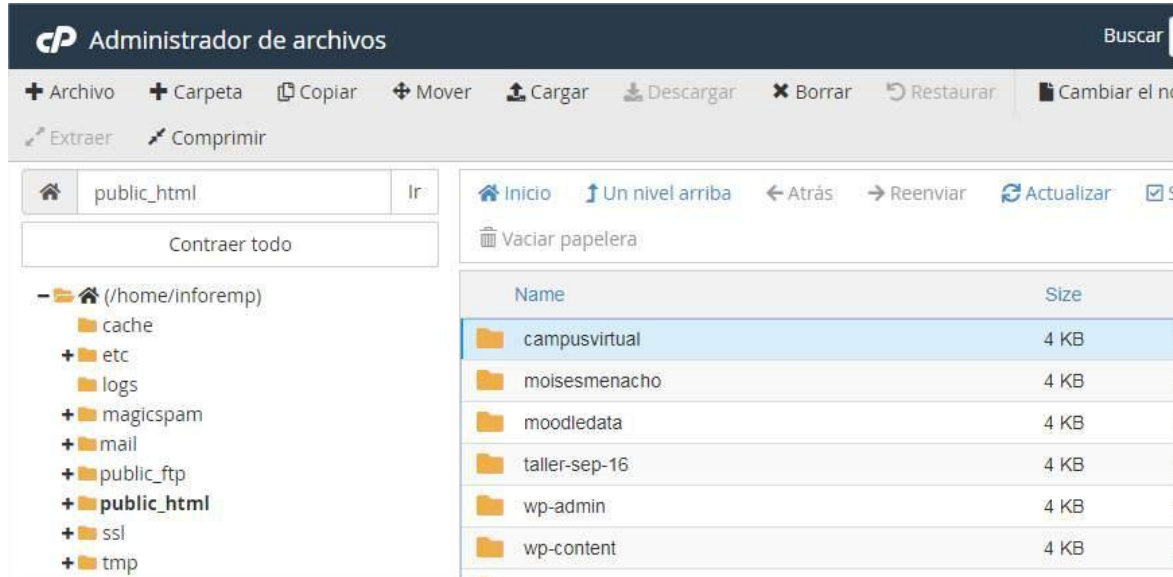 cP Administrador de archivos Buscar
Archivo Carpeta Copiar Mover Cargar Descargar Borrar Restaurar Cambiar el
Extraer Comprimir
public_html Ir
Contraer todo
(/home/inforemp)
cache
etc
logs
magicspam
mail
public_ftp
public_html
ssl
tmp
Inicio Un nivel arriba Atrás Reenviar Actualizar
Vaciar papelera
Name Size
campusvirtual 4 KB
moisesmenacho 4 KB
moodledata 4 KB
taller-sep-16 4 KB
wp-admin 4 KB
wp-content 4 KB